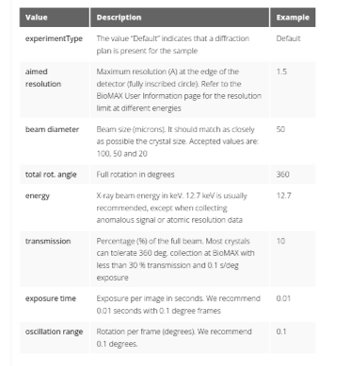 Value Description Example
experimentType The value "Default" indicates that a diffraction Default
plan is present for the sample
aimed Maximum resolution (A) at the edge of the 1.5
resolution detector (fully inscribed circle). Refer to the
BioMAX User Information page for the resolution
limit at different energies
beam diameter Beam size (microns). It should match as closely 50
as possible the crystal size. Accepted values are:
100, 50 and 20
total rot. angle Full rotation in degrees 360
energy X-ray beam energy in keV. 12.7 keV is usually 12.7
recommended, except when collecting
anomalous signal or atomic resolution data
transmission Percentage (%) of the full beam. Most crystals 10
can tolerate 360 deg. collection at BioMAX with
less than 30 % transmission and 0.1 s/deg
exposure
exposure time Exposure per image in seconds. We recommend 0.01
0.01 seconds with 0.1 degree frames
oscillation range Rotation per frame (degrees). We recommend 0.1
0.1 degrees.